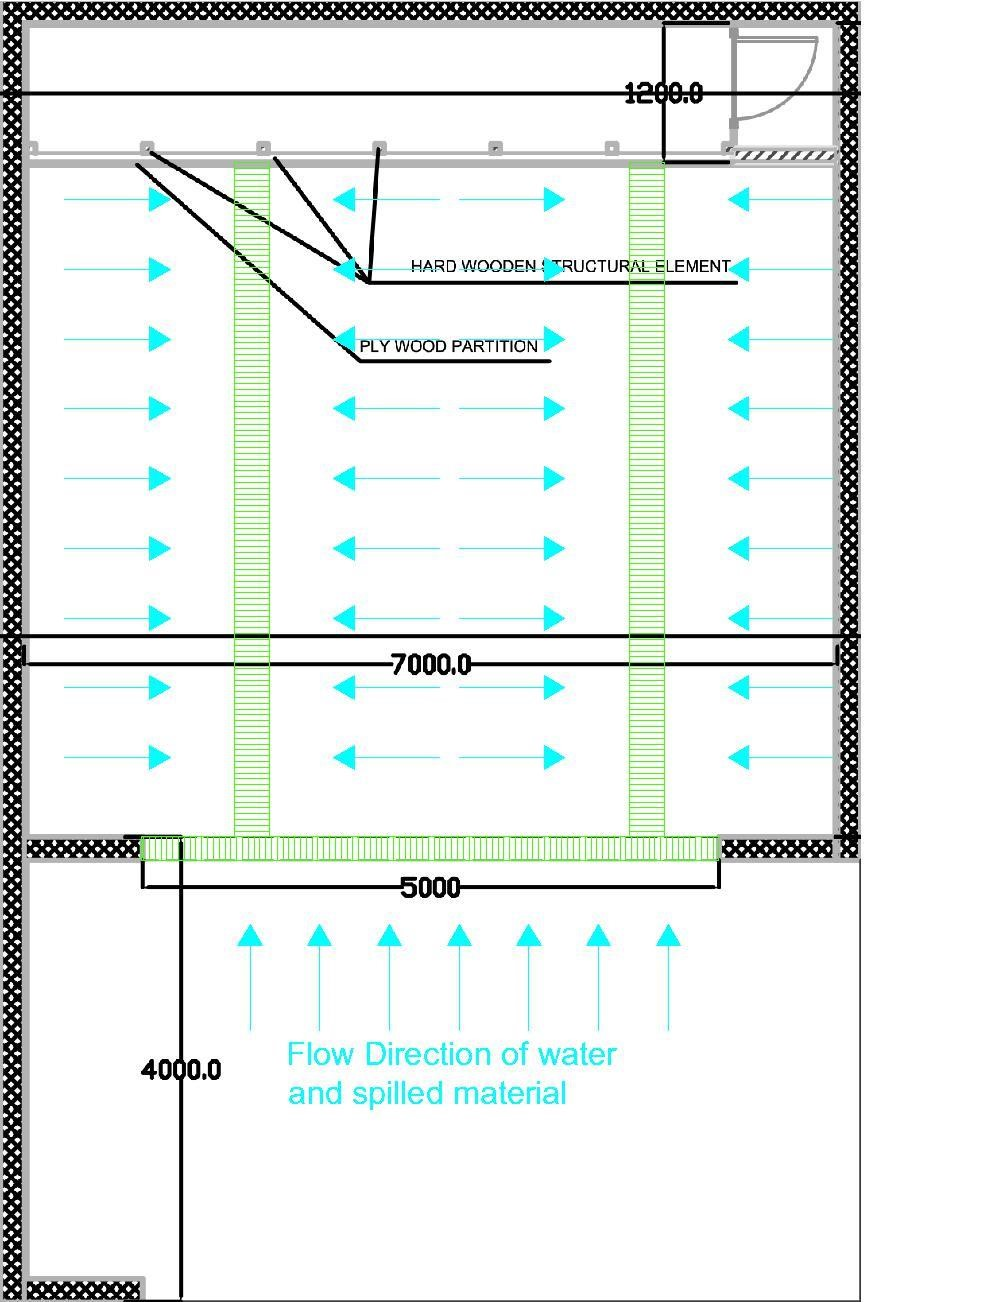 1200.0
HARD WOODEN STRUCTURAL ELEMENT
PLY WOOD PARTITION
7000.0
5000
Flow Direction of water
and spilled material
4000.0